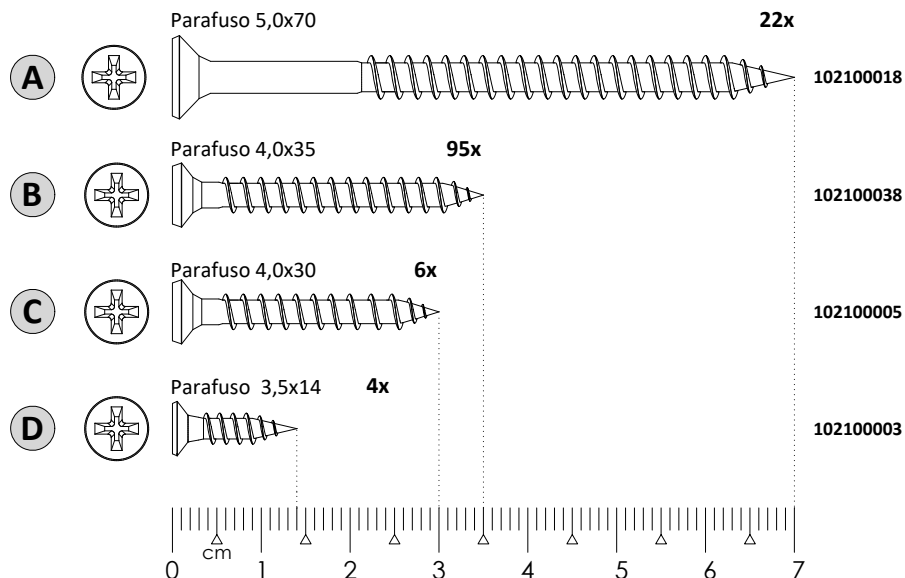 Parafuso 5,0x70 22x
A 102100018
Parafuso 4,0x35 95x
B 102100038
Parafuso 4,0x30 6x
C 102100005
Parafuso 3,5x14 4x
D 102100003
cm
0 1 2 3 4 5 6 7